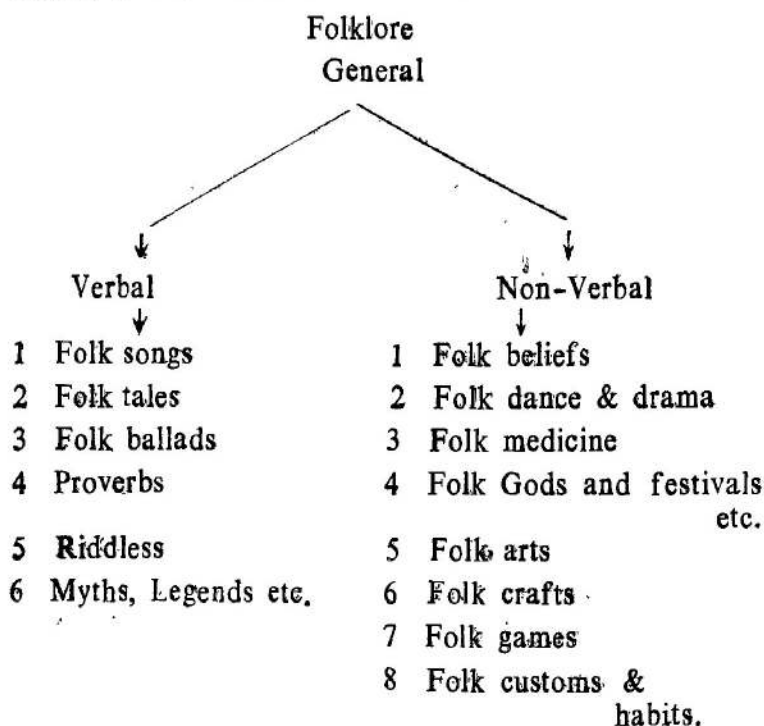 Folklore
General
Verbal
1 Folk songs
2 Folk tales
3 Folk ballads
4 Proverbs
5 Riddless
6 Myths, Legends etc.
Non-Verbal
1 Folk beliefs
2 Folk dance & drama
3 Folk medicine
4 Folk Gods and festivals
etc.
5 Folk arts
6 Folk crafts
7 Folk games
8 Folk customs &
habits.